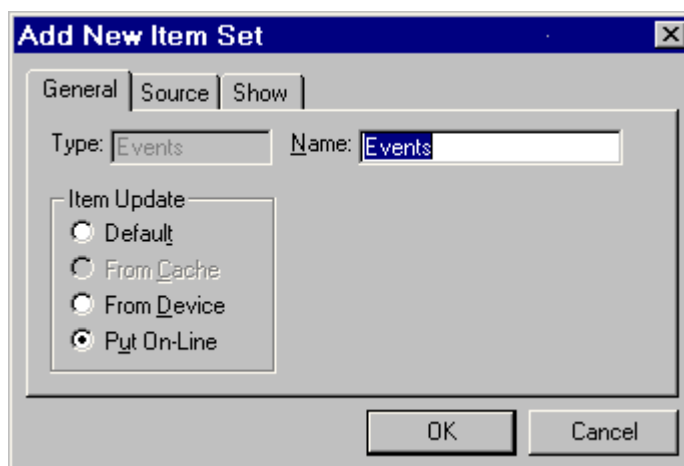 Add New Item Set
General Source Show
Type: Events Name: Events
Item Update
Default
From Cache
From Device
Put On-Line
OK Cancel